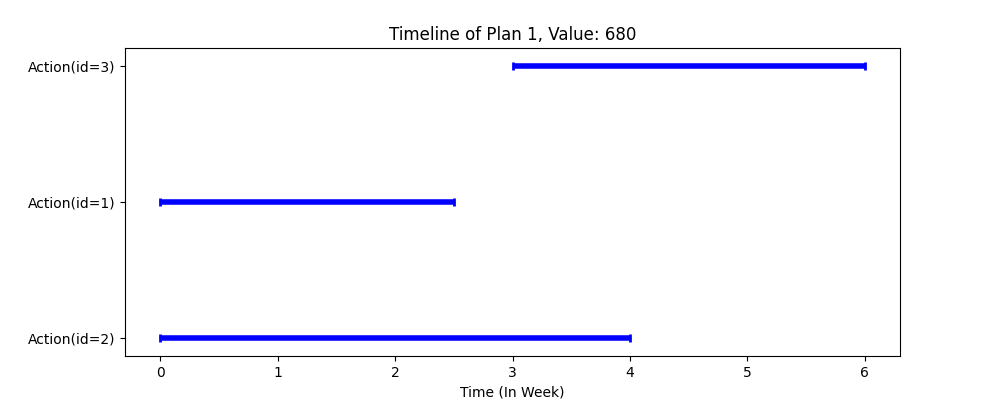 Timeline of Plan 1, Value: 680
Action(id=3)
Action(id=1)
Action(id=2)
0 1 2 3 4 5 6
Time (In Week)